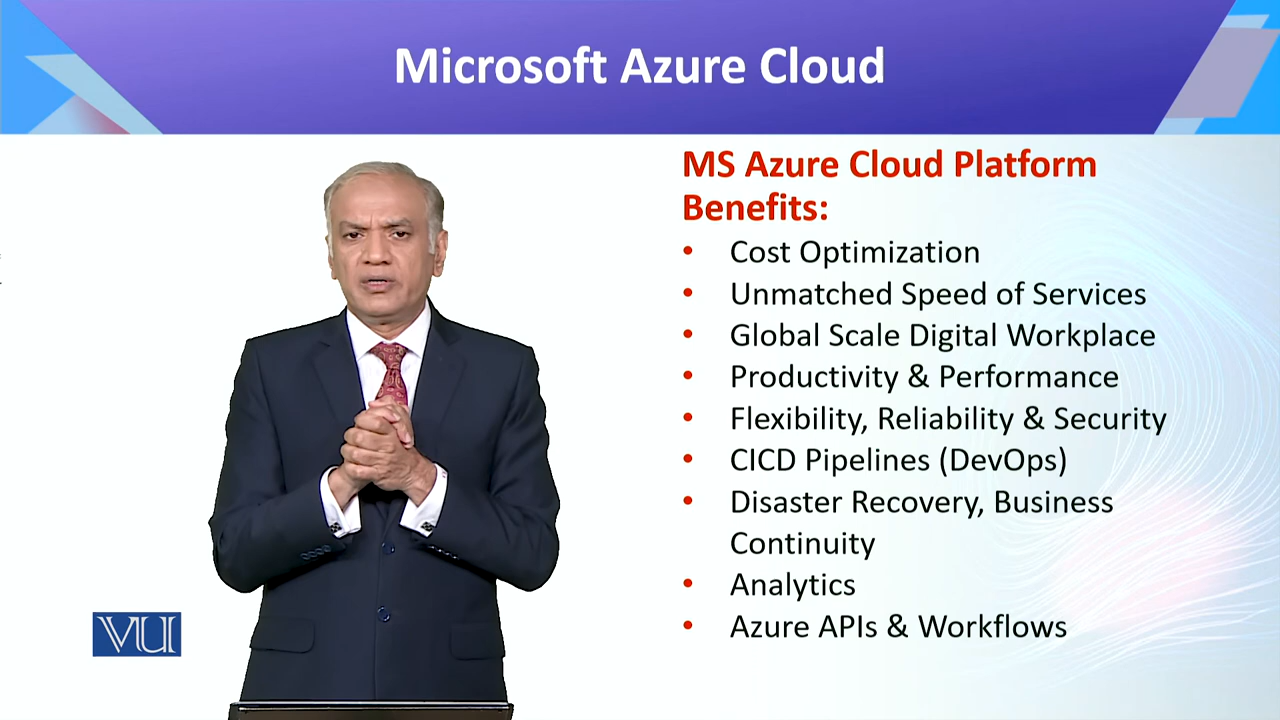 Microsoft Azure Cloud
MS Azure Cloud Platform
Benefits:
• Cost Optimization
• Unmatched Speed of Services
• Global Scale Digital Workplace
• Productivity & Performance
• Flexibility, Reliability & Security
• CICD Pipelines (DevOps)
• Disaster Recovery, Business
Continuity
• Analytics
• Azure APIs & Workflows
VU